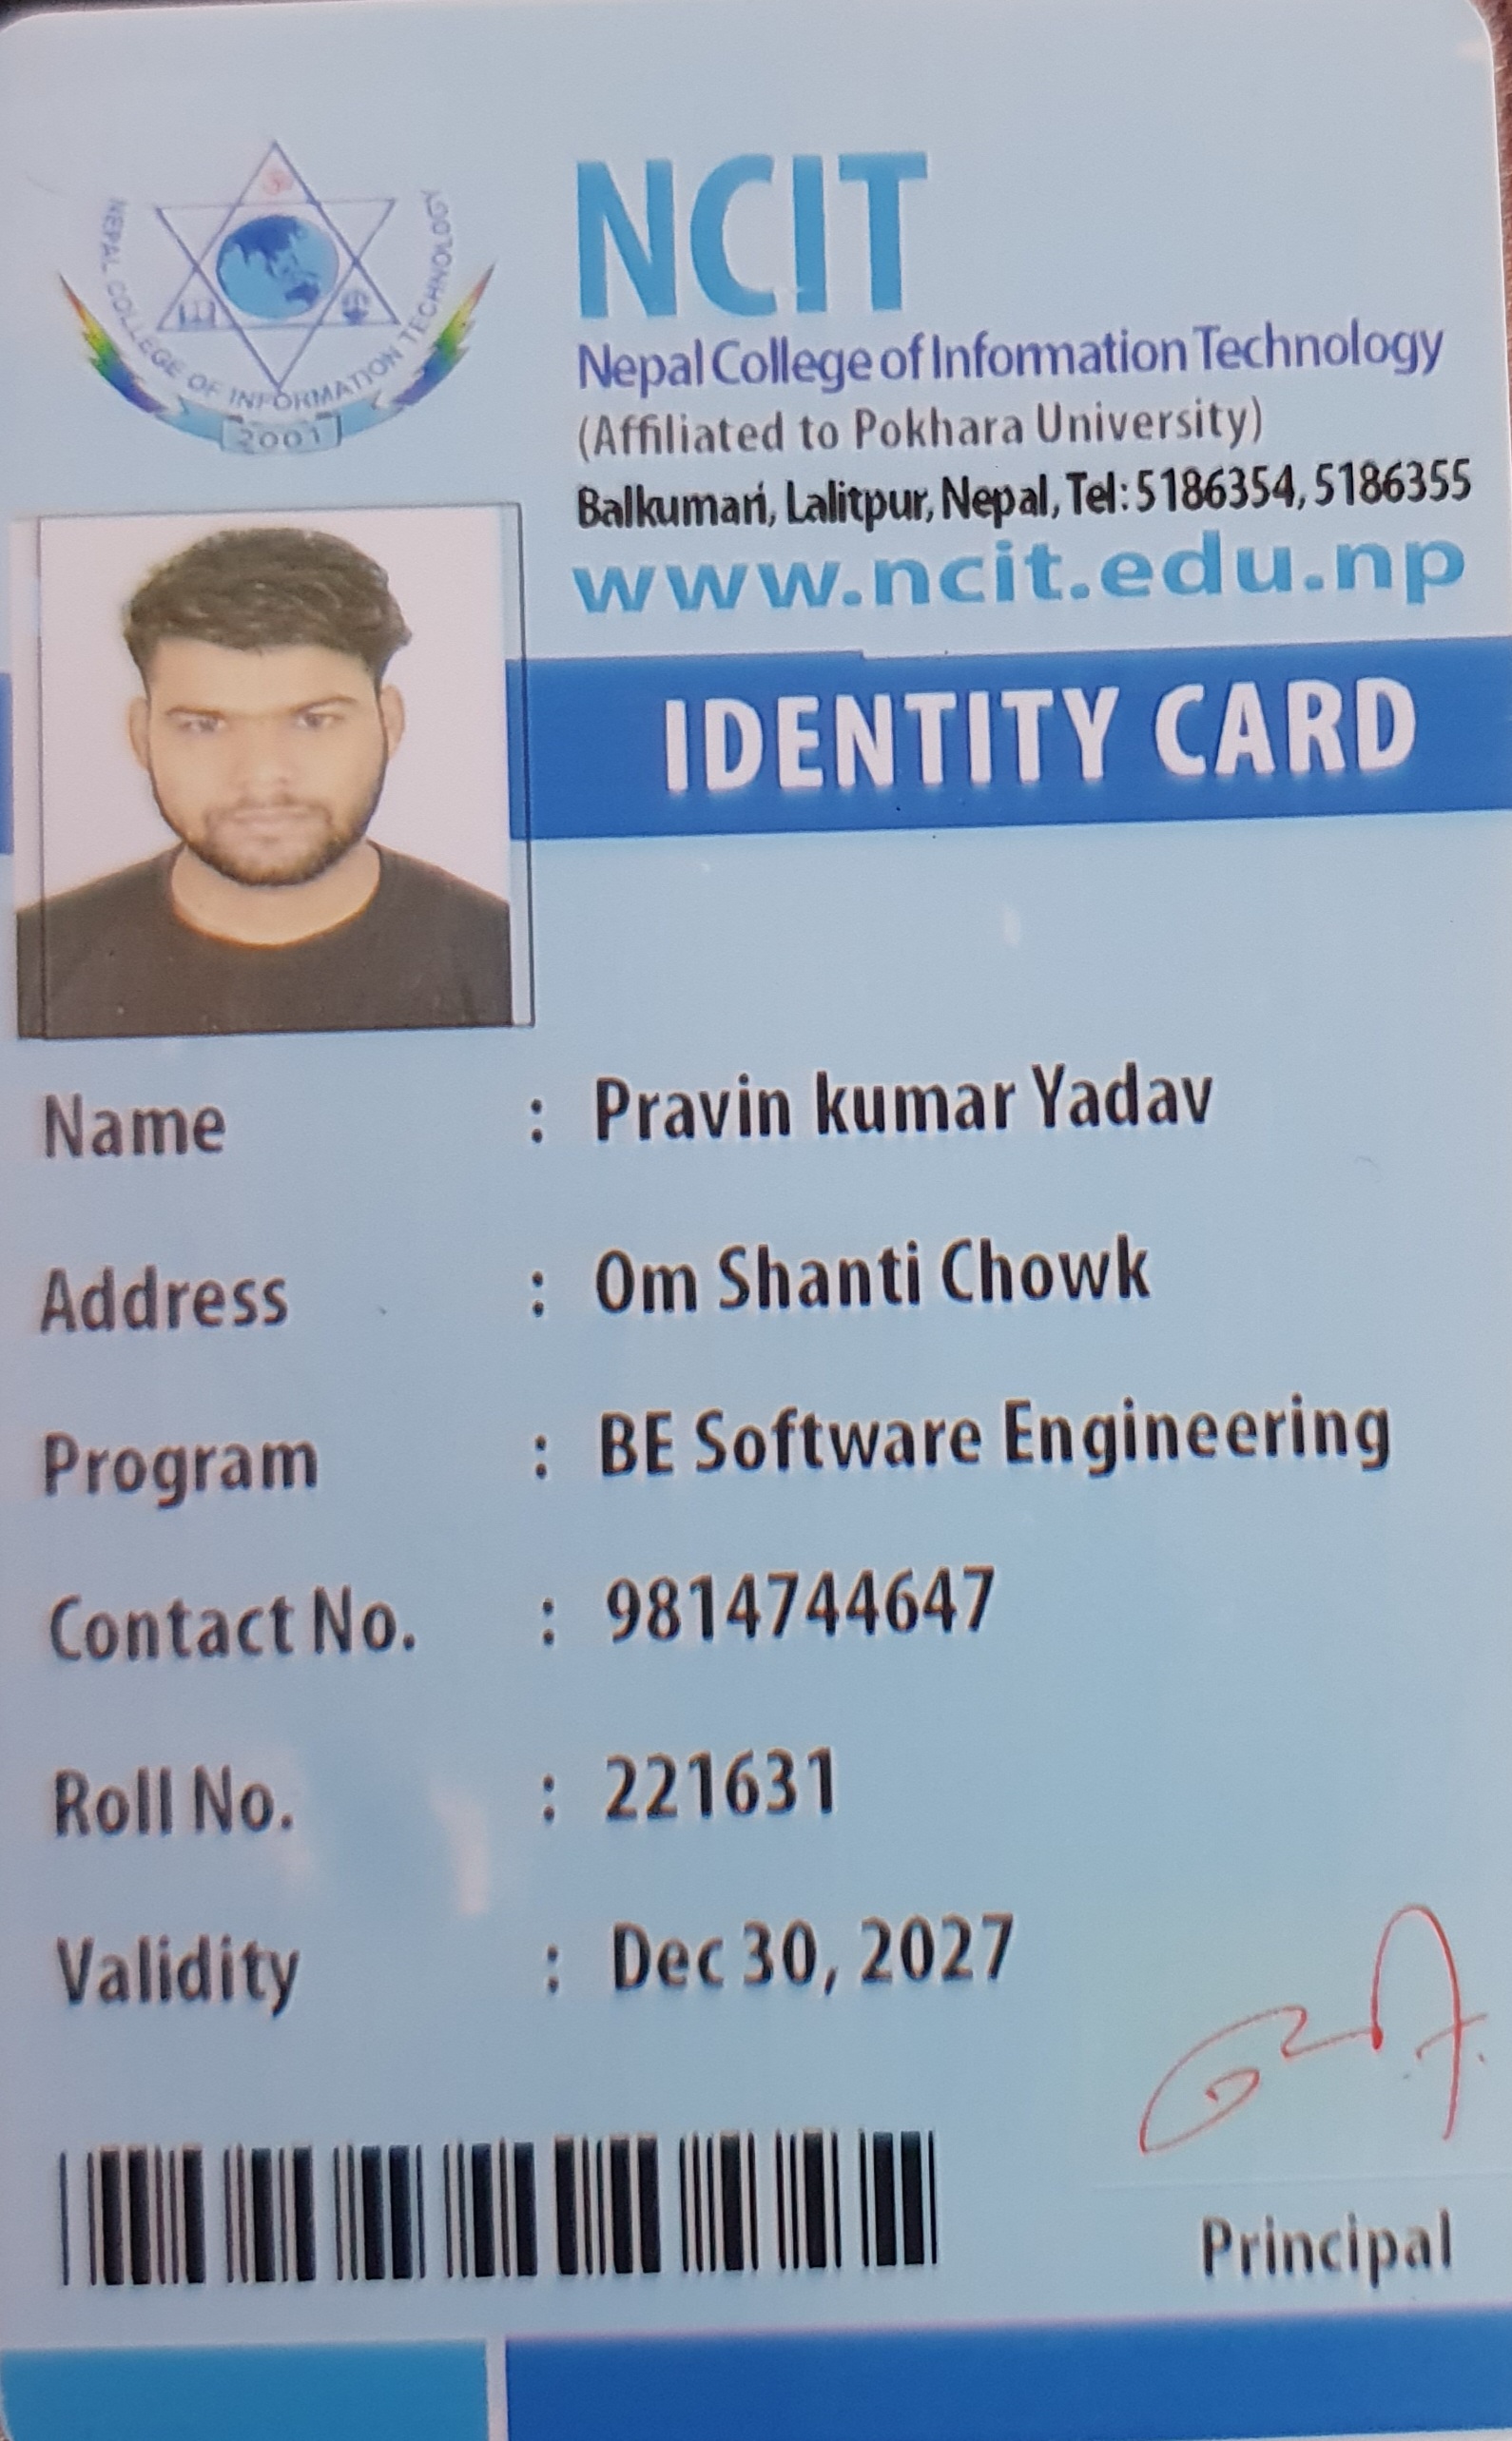 NEPAL COLLEGE OF INFORMATION TECHNOLOGY
2001
NCIT
Nepal College of Information Technology
(Affiliated to Pokhara University)
Balkumari, Lalitpur, Nepal, Tel: 5186354, 5186355
www.ncit.edu.np
IDENTITY CARD
Name : Pravin kumar Yadav
Address : Om Shanti Chowk
Program : BE Software Engineering
Contact No. : 9814744647
Roll No. : 221631
Validity : Dec 30, 2027
Principal